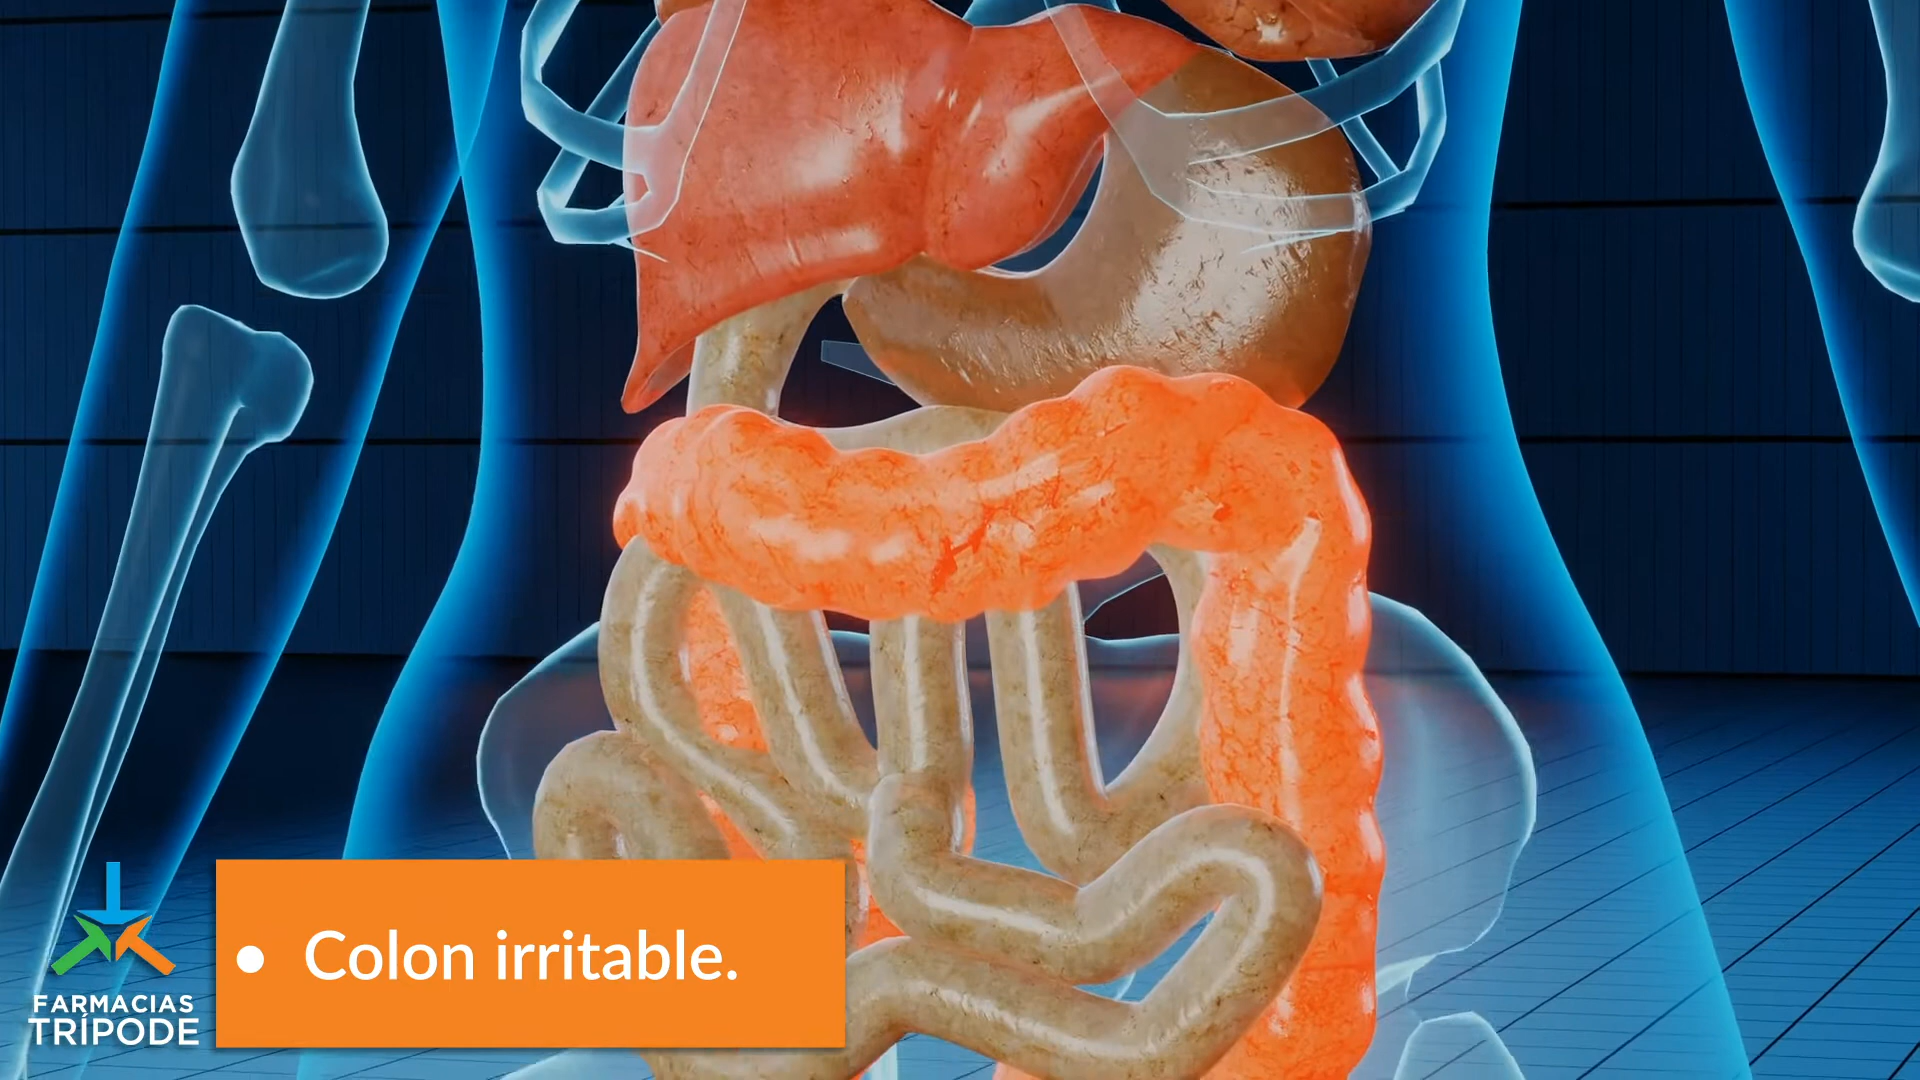 • Colon irritable.
FARMACIAS
TRÍPODE